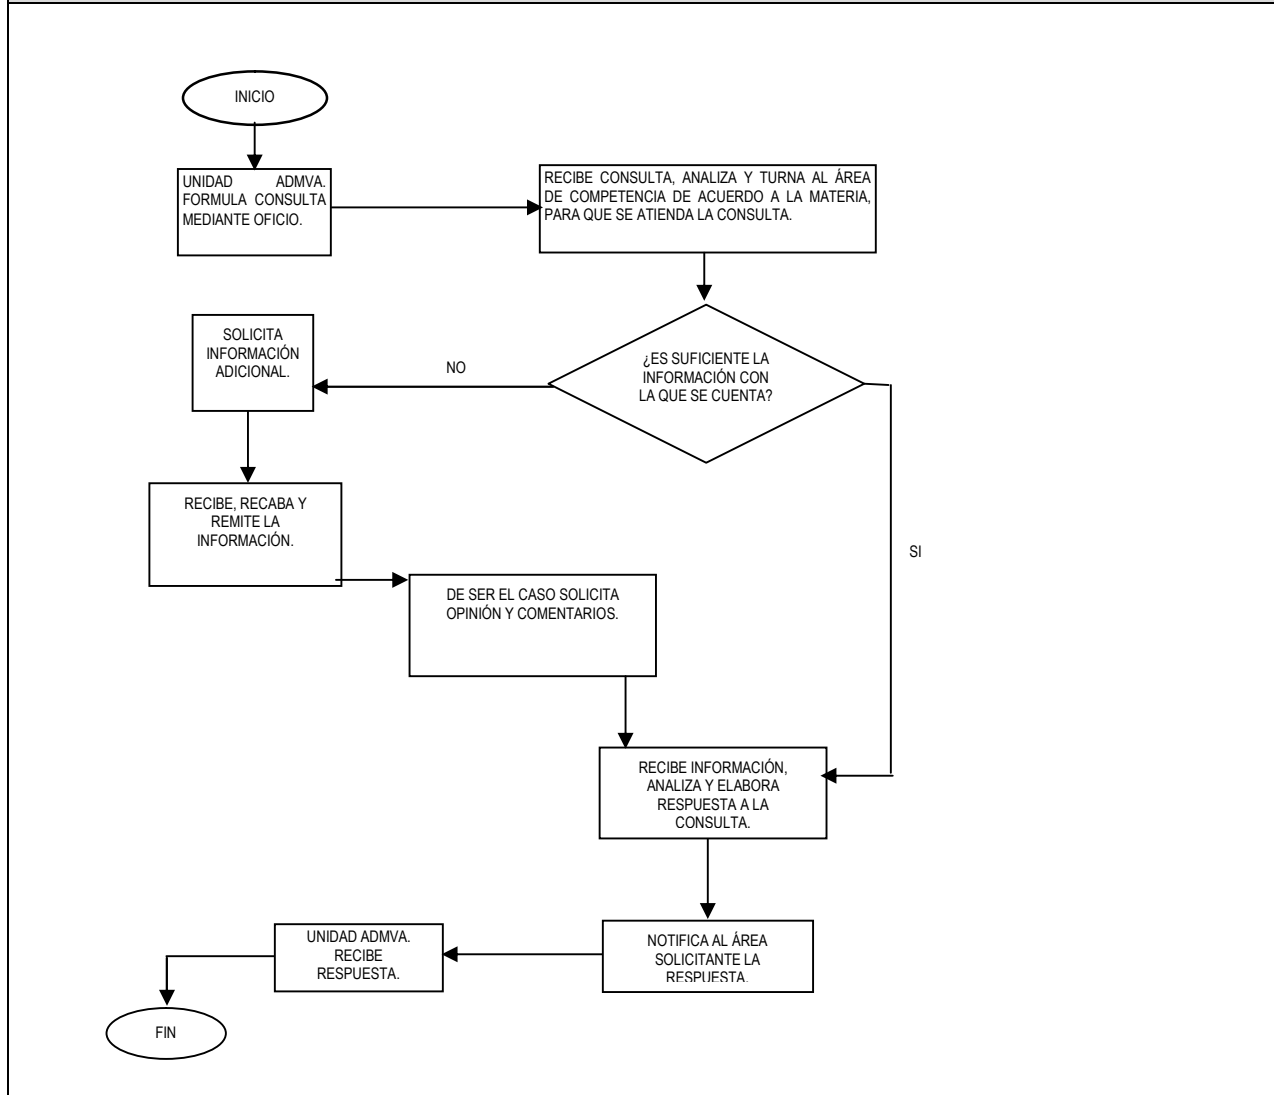 INICIO
UNIDAD ADMVA.
FORMULA CONSULTA
MEDIANTE OFICIO.
RECIBE CONSULTA, ANALIZA Y TURNA AL ÁREA
DE COMPETENCIA DE ACUERDO A LA MATERIA,
PARA QUE SE ATIENDA LA CONSULTA.
¿ES SUFICIENTE LA
INFORMACIÓN CON
LA QUE SE CUENTA?
NO
SOLICITA
INFORMACIÓN
ADICIONAL.
RECIBE, RECABA Y
REMITE LA
INFORMACIÓN.
SI
DE SER EL CASO SOLICITA
OPINIÓN Y COMENTARIOS.
RECIBE INFORMACIÓN,
ANALIZA Y ELABORA
RESPUESTA A LA
CONSULTA.
NOTIFICA AL ÁREA
SOLICITANTE LA
RESPUESTA.
UNIDAD ADMVA.
RECIBE
RESPUESTA.
FIN